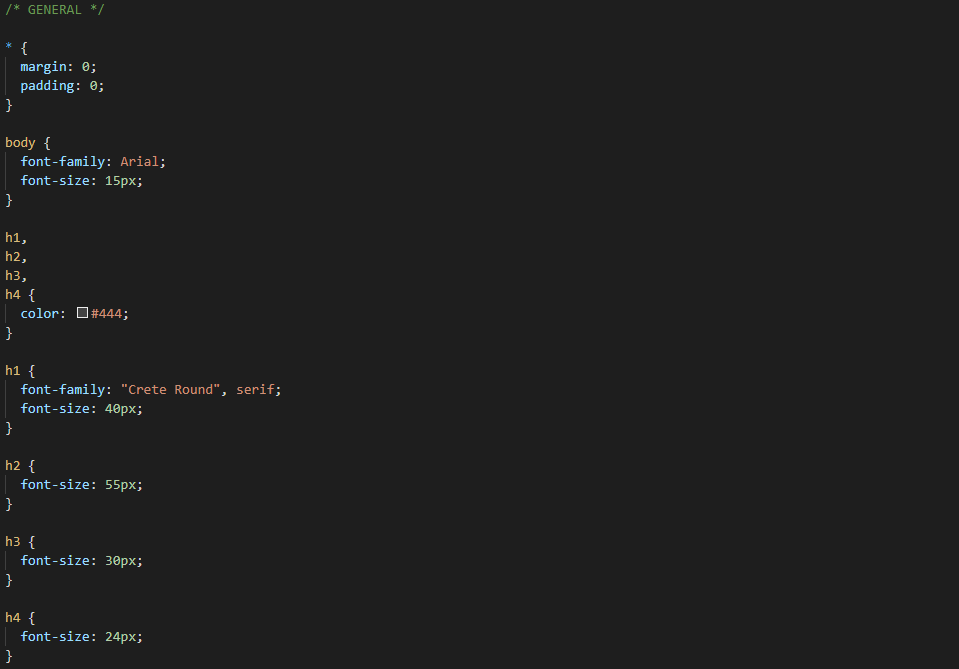 /* GENERAL */
* {
margin: 0;
padding: 0;
}
body {
font-family: Arial;
font-size: 15px;
}
h1,
h2,
h3,
h4 {
color: #444;
}
h1 {
font-family: "Crete Round", serif;
font-size: 40px;
}
h2 {
font-size: 55px;
}
h3 {
font-size: 30px;
}
h4 {
font-size: 24px;
}